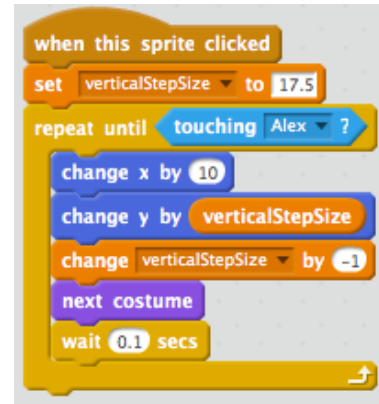 when this sprite clicked
set verticalStepSize to 17.5
repeat until touching Alex ?
change x by 10
change y by verticalStepSize
change verticalStepSize by -1
next costume
wait 0.1 secs